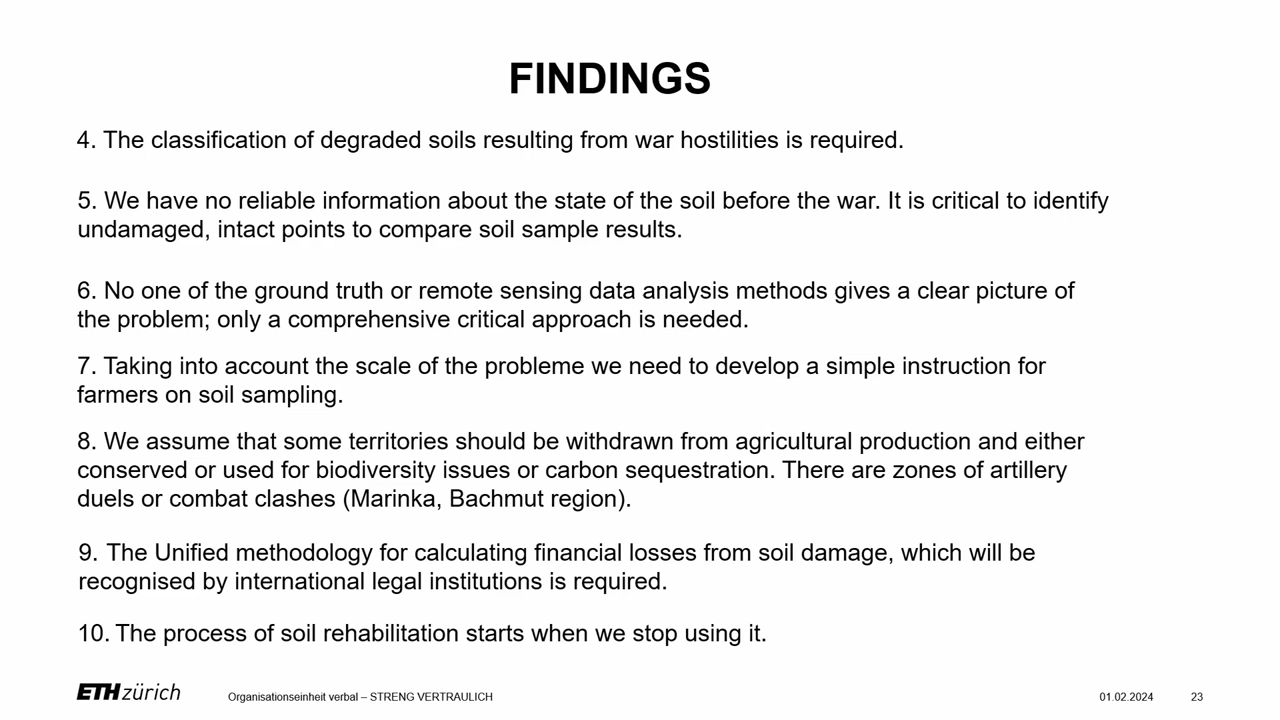 FINDINGS
4. The classification of degraded soils resulting from war hostilities is required.
5. We have no reliable information about the state of the soil before the war. It is critical to identify
undamaged, intact points to compare soil sample results.
6. No one of the ground truth or remote sensing data analysis methods gives a clear picture of
the problem; only a comprehensive critical approach is needed.
7. Taking into account the scale of the probleme we need to develop a simple instruction for
farmers on soil sampling.
8. We assume that some territories should be withdrawn from agricultural production and either
conserved or used for biodiversity issues or carbon sequestration. There are zones of artillery
duels or combat clashes (Marinka, Bachmut region).
9. The Unified methodology for calculating financial losses from soil damage, which will be
recognised by international legal institutions is required.
10. The process of soil rehabilitation starts when we stop using it.
ETH zürich Organisationseinheit verbal – STRENG VERTRAULICH 01.02.2024 23